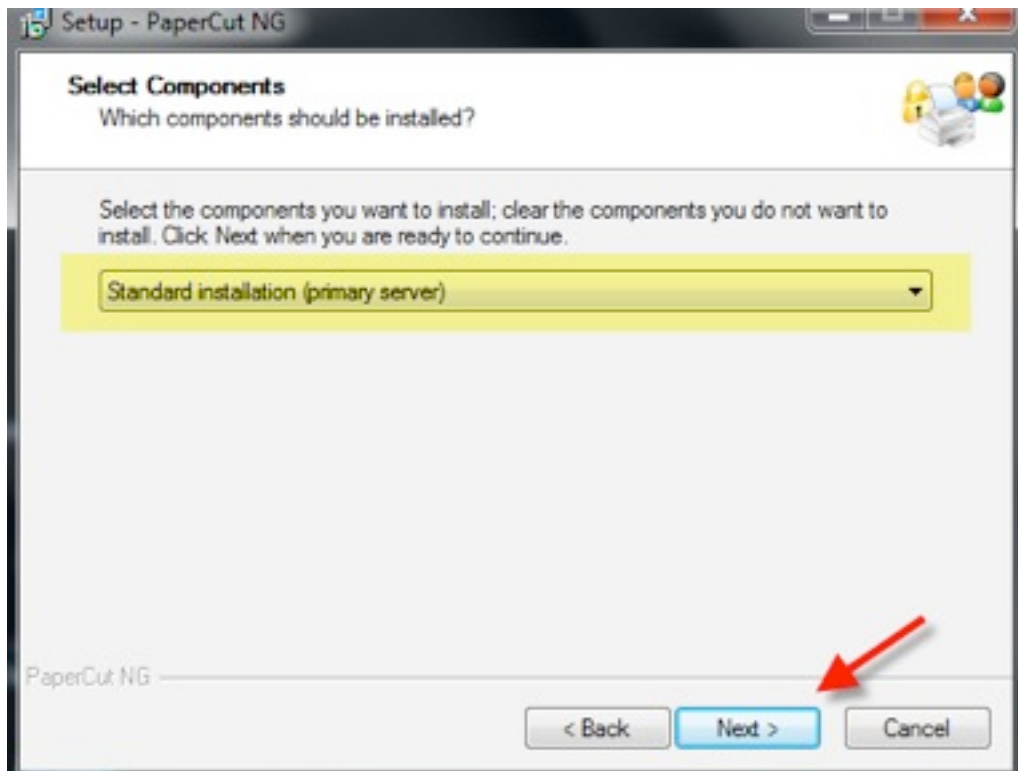 Setup - PaperCut NG
Select Components
Which components should be installed?
Select the components you want to install; clear the components you do not want to
install. Click Next when you are ready to continue.
Standard installation (primary server)
PaperCut NG
< Back
Next >
Cancel